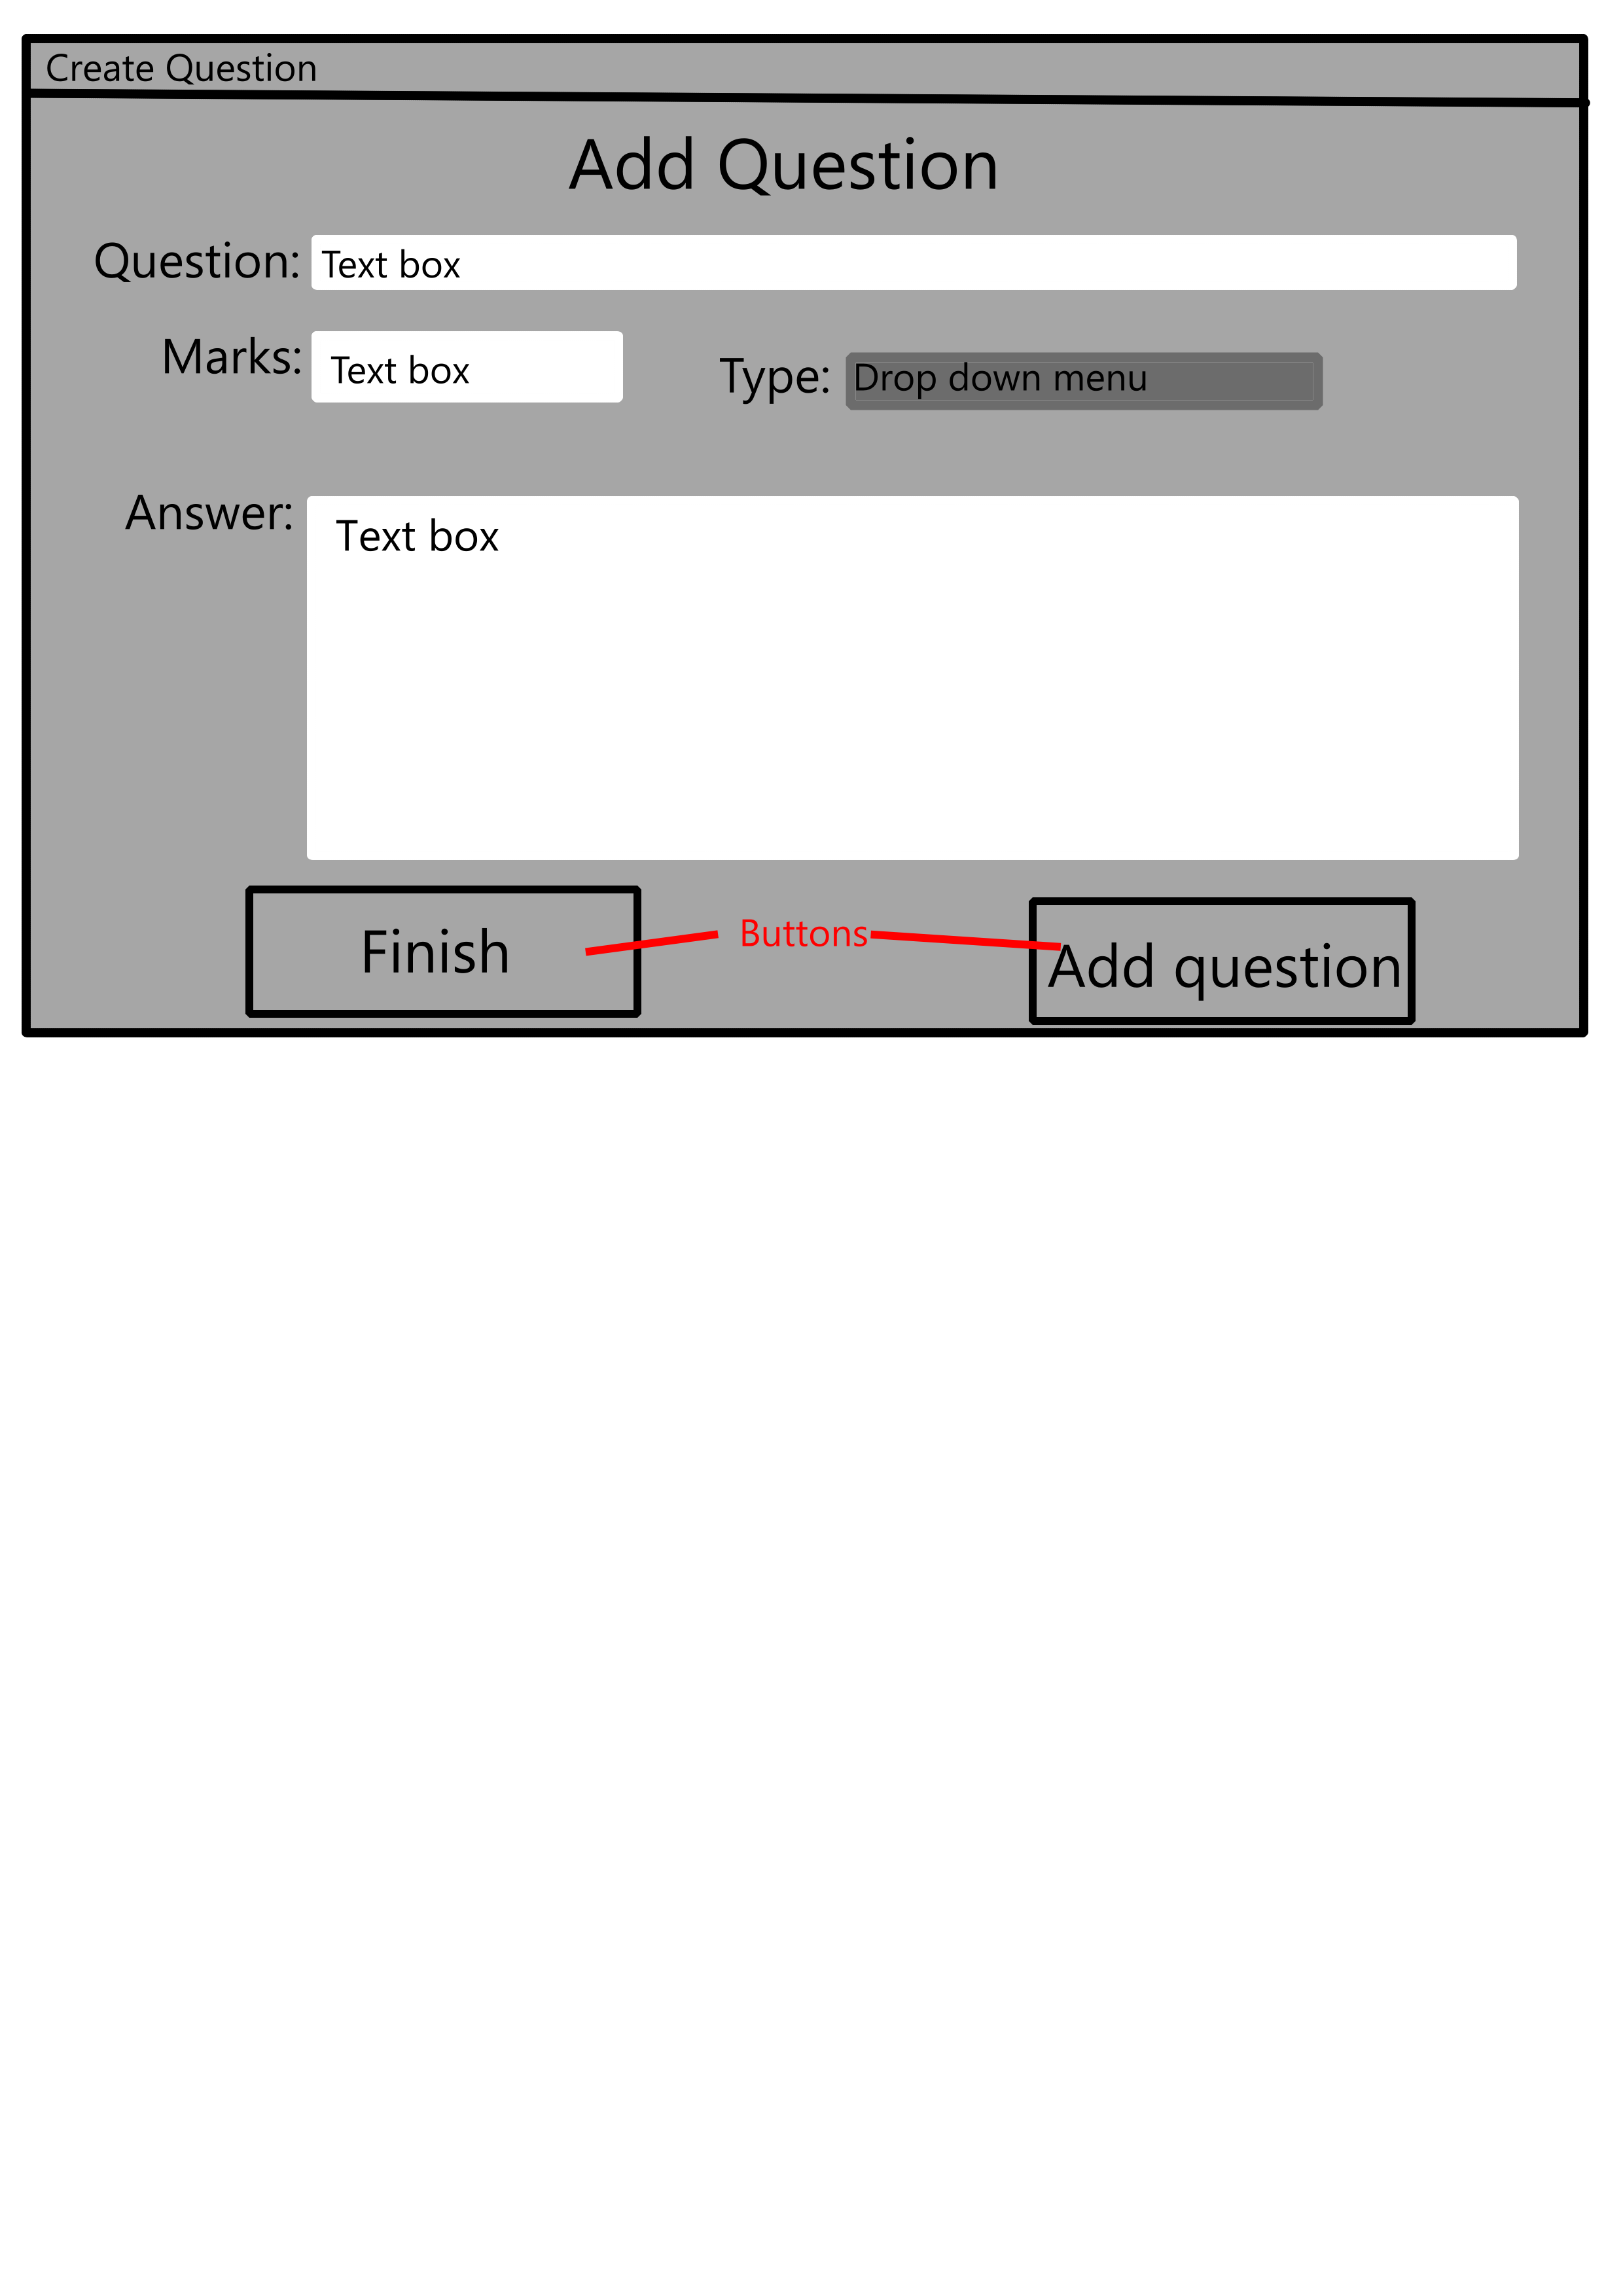 Create Question
Add Question
Question: Text box
Marks: Text box
Type: Drop down menu
Answer: Text box
Finish
Buttons
Add question